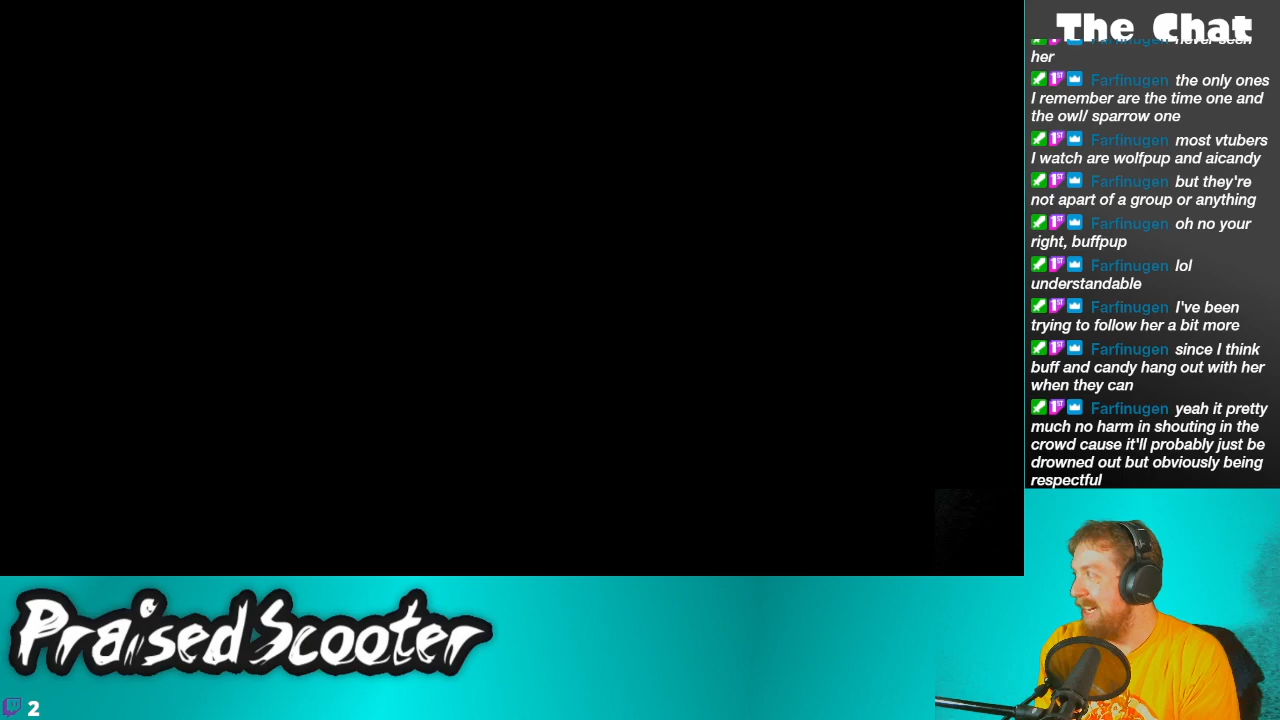 The Chat
Farfinugen never seen
her
Farfinugen the only ones
I remember are the time one and
the owl/ sparrow one
Farfinugen most vtubers
I watch are wolfpup and aicandy
Farfinugen but they're
not apart of a group or anything
Farfinugen oh no your
right, buffpup
Farfinugen lol
understandable
Farfinugen I've been
trying to follow her a bit more
Farfinugen since I think
buff and candy hang out with her
when they can
Farfinugen yeah it pretty
much no harm in shouting in the
crowd cause it'll probably just be
drowned out but obviously being
respectful
PraisedScooter
2